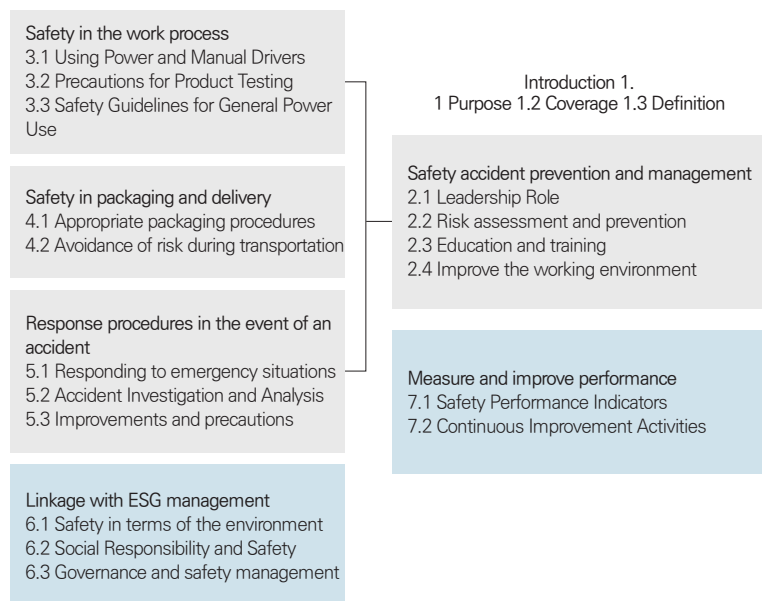 Safety in the work process
3.1 Using Power and Manual Drivers
3.2 Precautions for Product Testing
3.3 Safety Guidelines for General Power
Use
Safety in packaging and delivery
4.1 Appropriate packaging procedures
4.2 Avoidance of risk during transportation
Response procedures in the event of an
accident
5.1 Responding to emergency situations
5.2 Accident Investigation and Analysis
5.3 Improvements and precautions
Linkage with ESG management
6.1 Safety in terms of the environment
6.2 Social Responsibility and Safety
6.3 Governance and safety management
Introduction 1.
1 Purpose 1.2 Coverage 1.3 Definition
Safety accident prevention and management
2.1 Leadership Role
2.2 Risk assessment and prevention
2.3 Education and training
2.4 Improve the working environment
Measure and improve performance
7.1 Safety Performance Indicators
7.2 Continuous Improvement Activities